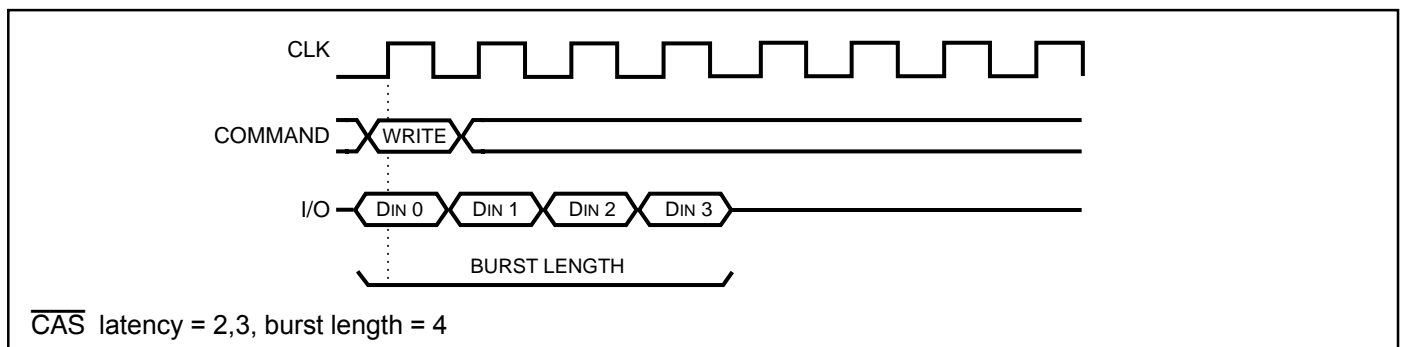 CLK
COMMAND WRITE
I/O DIN 0 DIN 1 DIN 2 DIN 3
BURST LENGTH
CAS latency = 2,3, burst length = 4